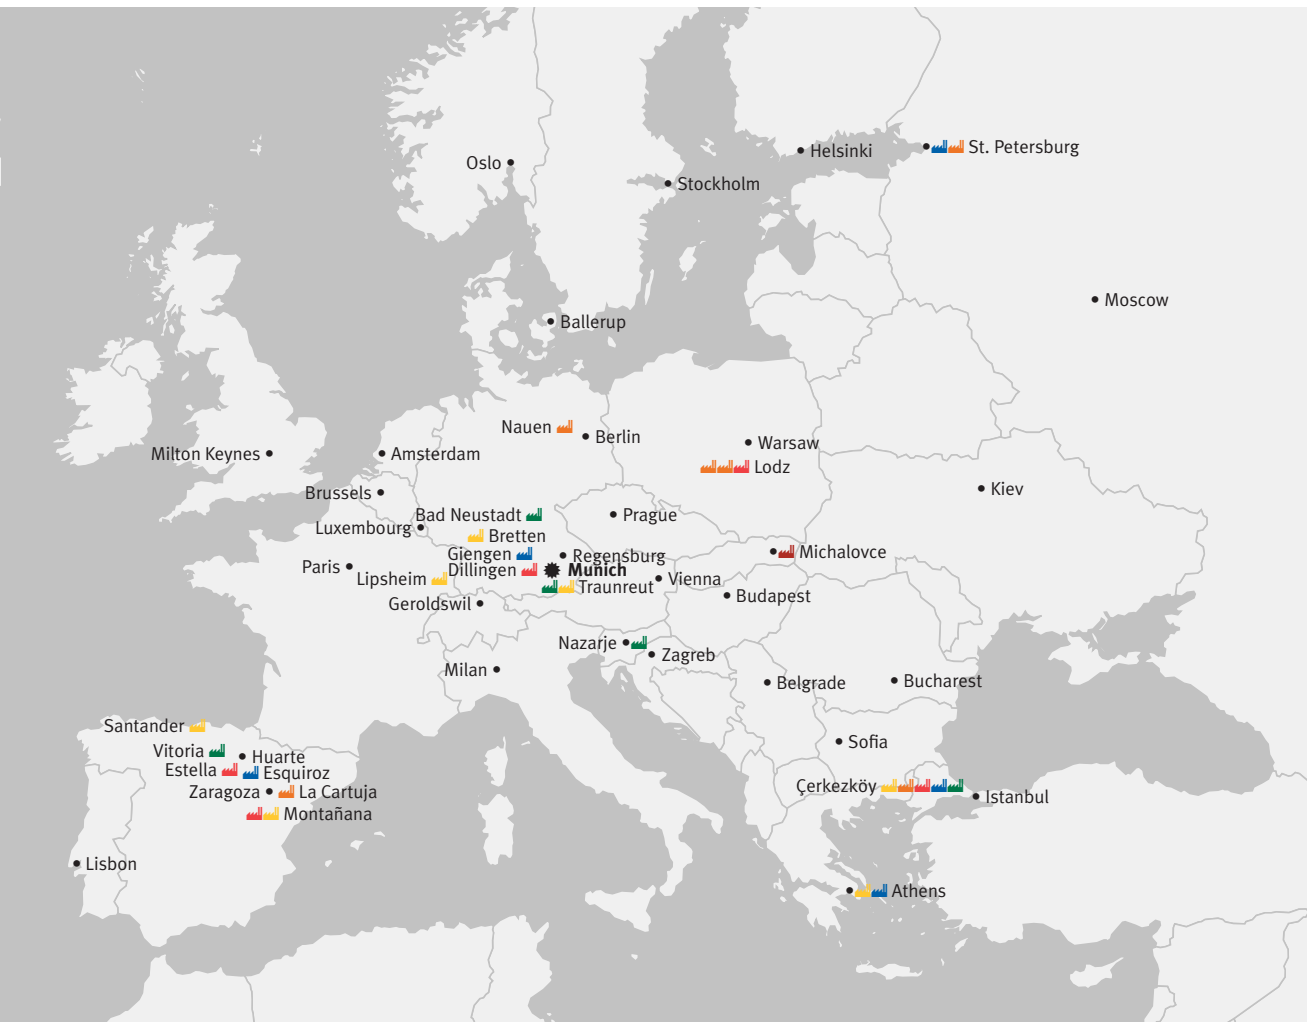 Oslo
Helsinki
St. Petersburg
Stockholm
Moscow
Ballerup
Nauen
Berlin
Milton Keynes
Amsterdam
Warsaw
Lodz
Brussels
Kiev
Luxembourg
Bad Neustadt
Prague
Bretten
Giengen
Regensburg
Michalovce
Paris
Lipsheim
Dillingen
Munich
Vienna
Traunreut
Budapest
Geroldswil
Nazarje
Zagreb
Milan
Belgrade
Bucharest
Santander
Sofia
Vitoria
Huarte
Estella
Esquiroz
Çerkezköy
Zaragoza
La Cartuja
Istanbul
Montañana
Lisbon
Athens